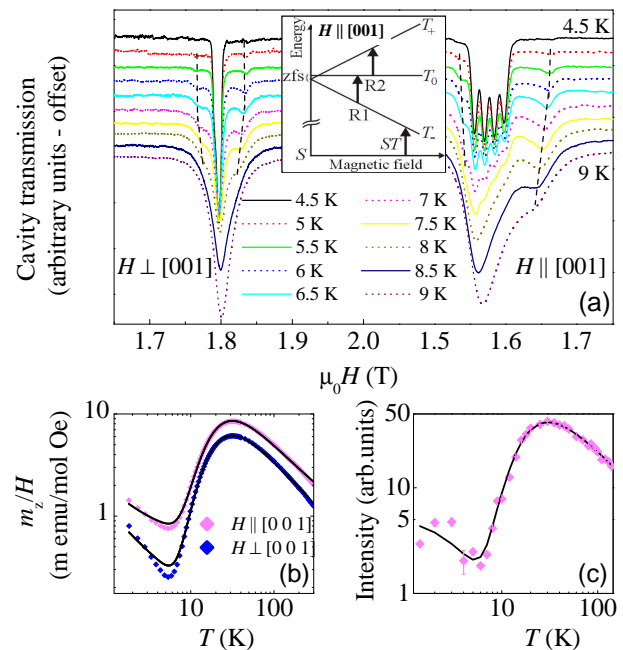 H || [001]
T+
Energy
zfs
T0
R2
R1
T-
ST
S
Magnetic field
4.5 K
9 K
Cavity transmission
(arbitrary units - offset)
4.5 K
7 K
5 K
7.5 K
5.5 K
8 K
6 K
8.5 K
6.5 K
9 K
H ⊥ [001]
H || [001]
(a)
1.7 1.8 1.9 2.0 1.5 1.6 1.7
μ0H (T)
mz/H
(m emu/mol Oe)
10
1
H || [0 0 1]
H ⊥ [0 0 1]
(b)
10 100
T (K)
Intensity (arb.units)
50
5
1
(c)
10 100
T (K)